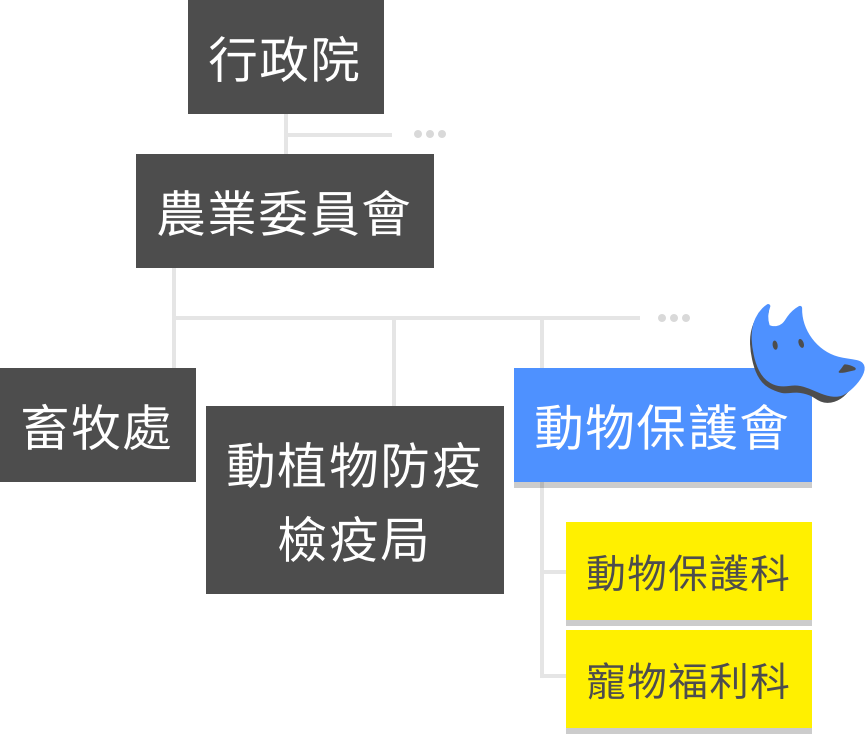 行政院
農業委員會
畜牧處
動植物防疫
檢疫局
動物保護會
動物保護科
寵物福利科